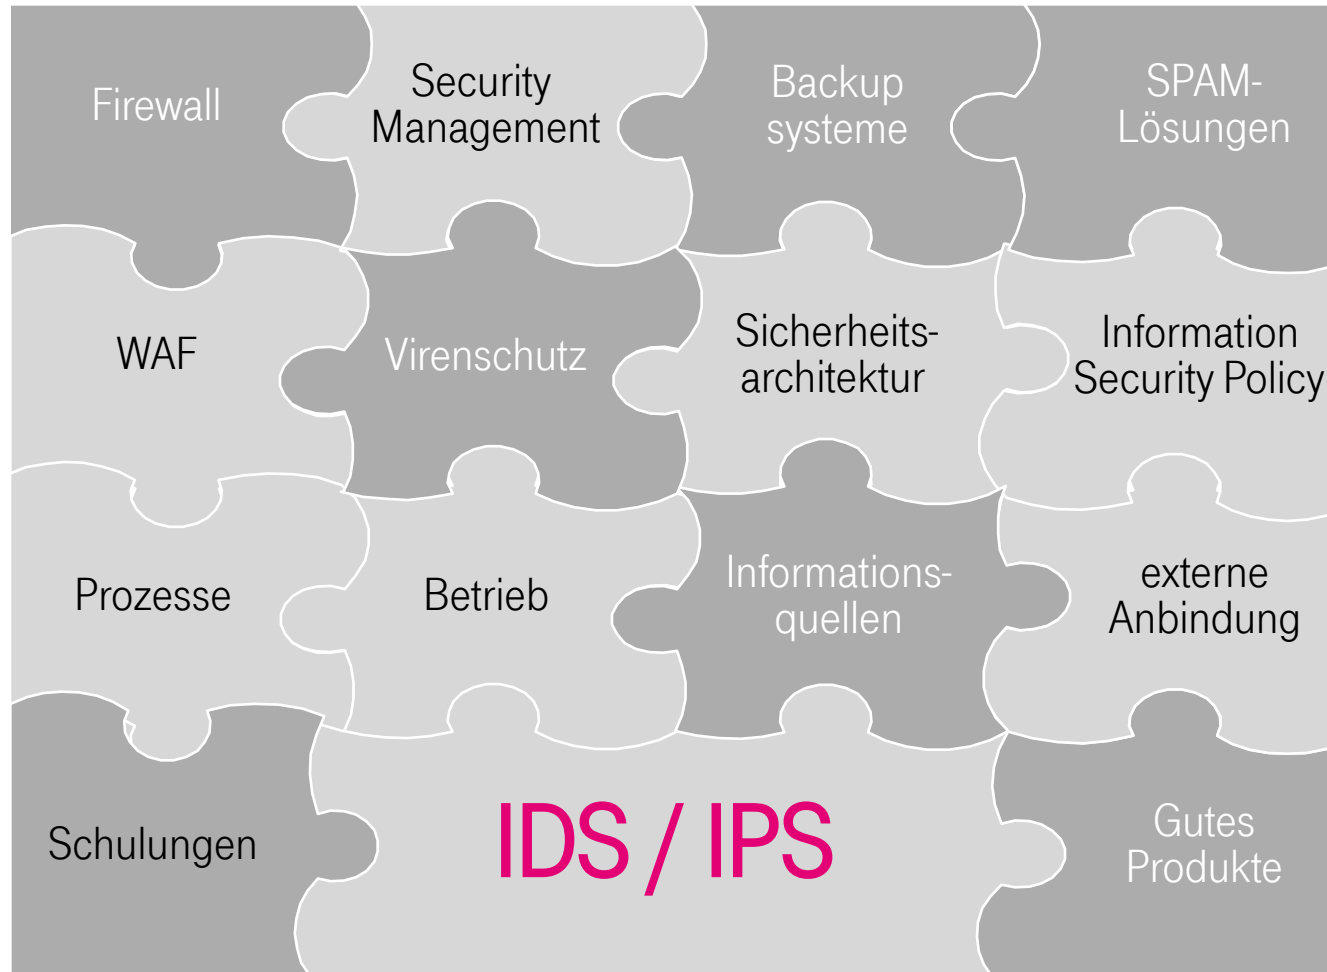 Firewall
Security
Management
Backup
systeme
SPAM-
Lösungen
WAF
Virenschutz
Sicherheits-
architektur
Information
Security Policy
Prozesse
Betrieb
Informations-
quellen
externe
Anbindung
Schulungen
IDS / IPS
Gutes
Produkte